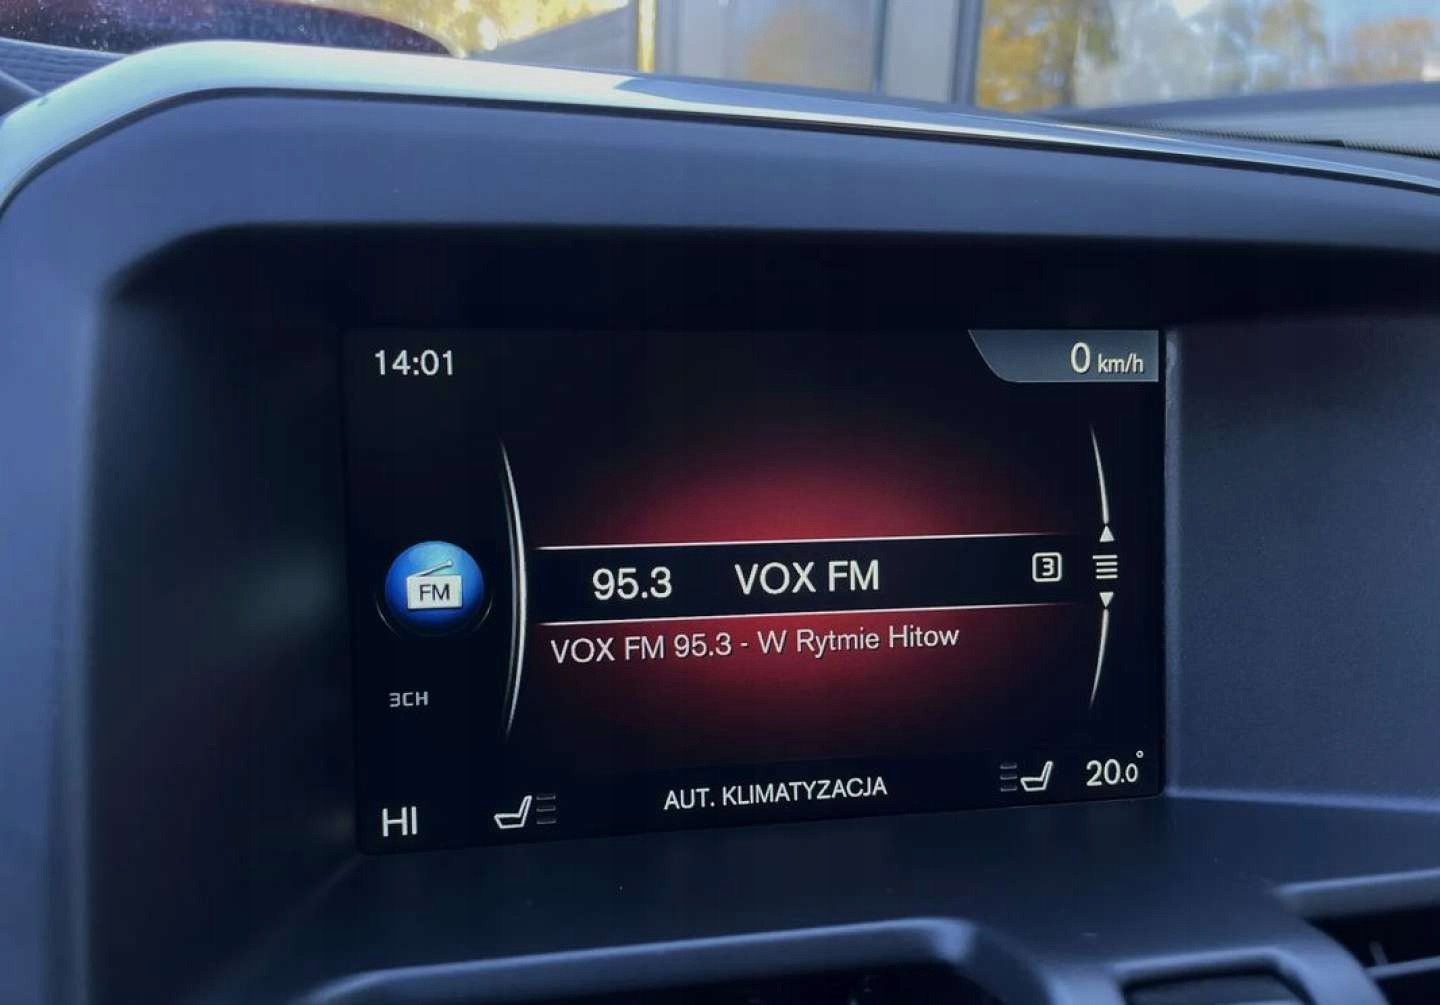 14:01
0 km/h
FM
95.3 VOX FM 3
VOX FM 95.3 - W Rytmie Hitow
3CH
HI
AUT. KLIMATYZACJA
20.0°